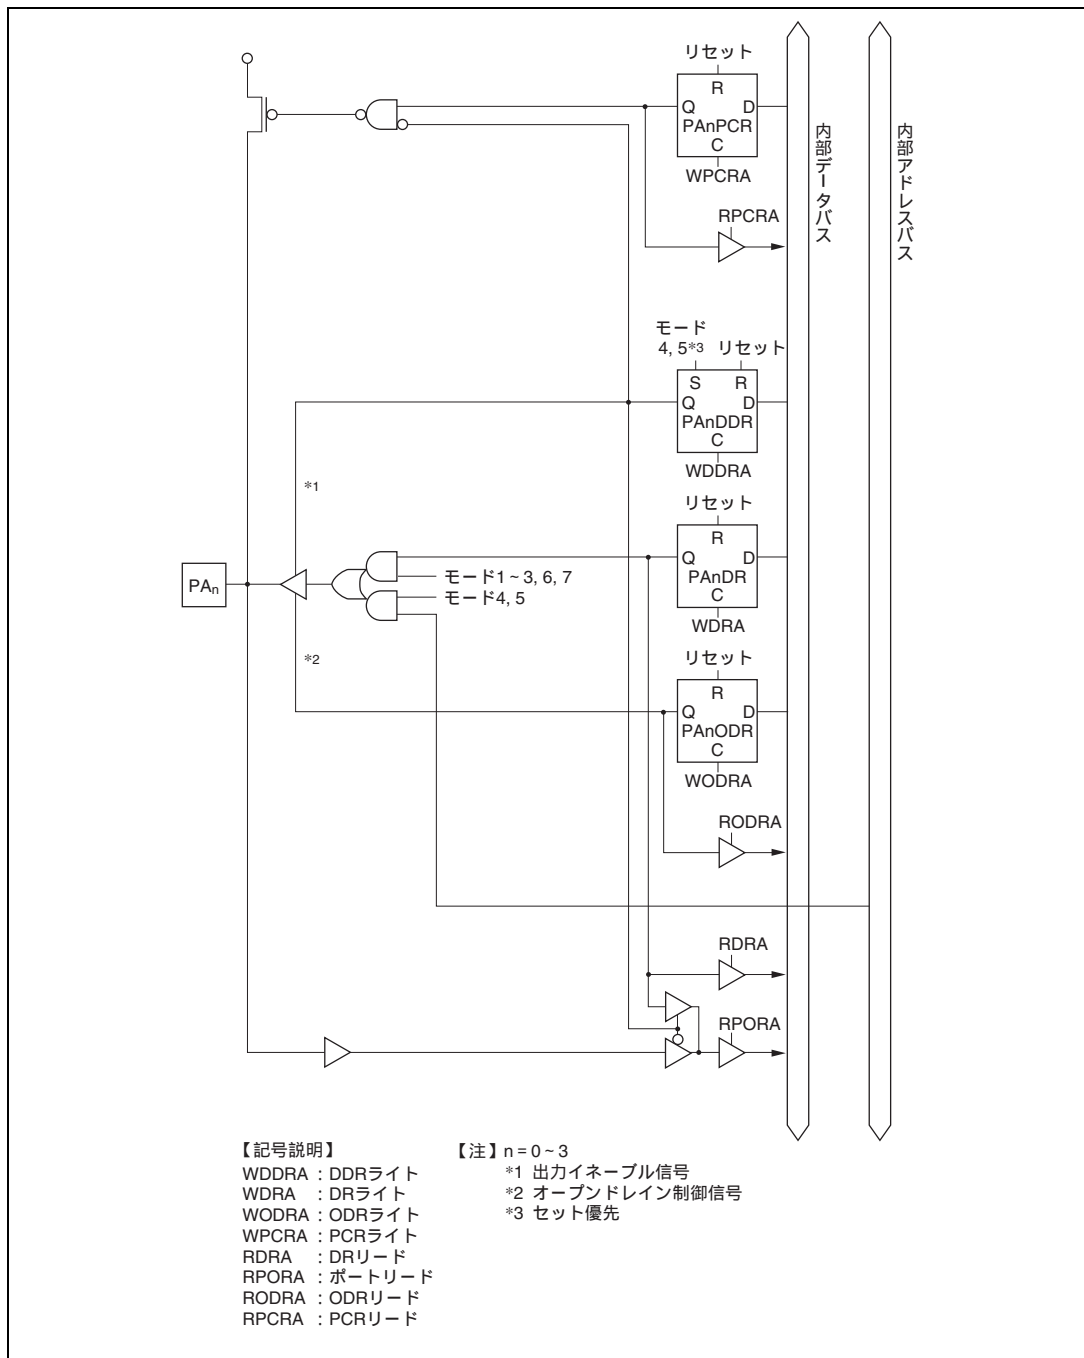 リセット
R
Q D
PAnPCR
C
WPCRA
RPCRA
内部データバス
内部アドレスバス
モード
4, 5*3 リセット
S R
Q D
PAnDDR
C
WDDRA
*1
リセット
R
Q D
PAnDR
C
WDRA
モード1~3, 6, 7
モード4, 5
PAn
*2
リセット
R
Q D
PAnODR
C
WODRA
RODRA
RDRA
RPORA
【記号説明】
WDDRA : DDRライト
WDRA : DRライト
WODRA : ODRライト
WPCRA : PCRライト
RDRA : DRリード
RPORA : ポートリード
RODRA : ODRリード
RPCRA : PCRリード
【注】n = 0~3
*1 出力イネーブル信号
*2 オープンドレイン制御信号
*3 セット優先